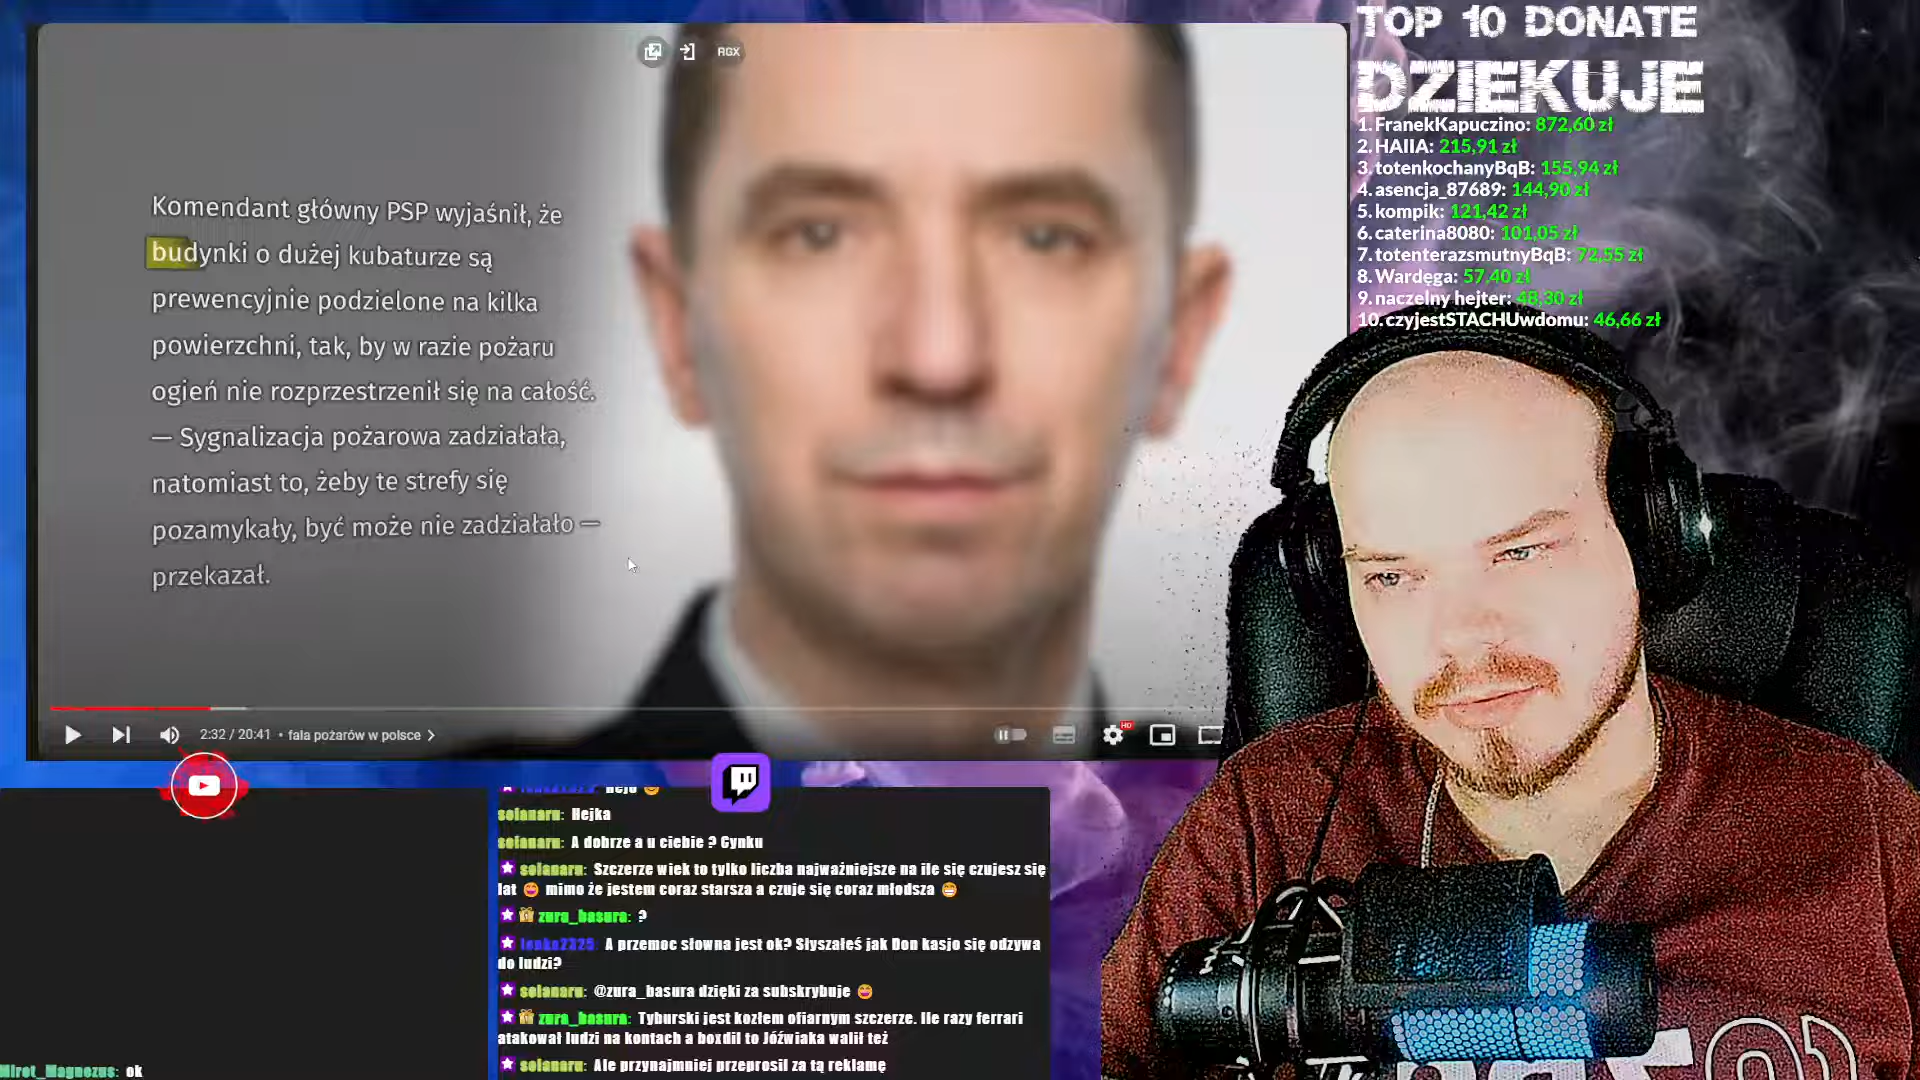 RGX
Komendant główny PSP wyjaśnił, że
budynki o dużej kubaturze są
prewencyjnie podzielone na kilka
powierzchni, tak, by w razie pożaru
ogień nie rozprzestrzenił się na całość.
— Sygnalizacja pożarowa zadziałała,
natomiast to, żeby te strefy się
pozamykały, być może nie zadziałało —
przekazał.
2:32 / 20:41 • fala pożarów w polsce
HD
TOP 10 DONATE
DZIEKUJE
1. FranekKapuczino: 872,60 zł
2. HAIIA: 215,91 zł
3. totenkochanyBqB: 155,94 zł
4. asencja_87689: 144,90 zł
5. kompik: 121,42 zł
6. caterina8080: 101,05 zł
7. totenterazsmutnyBqB: 72,55 zł
8. Wardęga: 57,40 zł
9. naczelny hejter: 48,30 zł
10. czyjestSTACHUwdomu: 46,66 zł
Mirot_Magnezus: ok
solanaru: Hejka
solanaru: A dobrze a u ciebie ? Cynku
solanaru: Szczerze wiek to tylko liczba najważniejsze na ile się czujesz się
lat 😄 mimo że jestem coraz starsza a czuje się coraz młodsza 😁
zura_basura: ?
lenka2325: A przemoc słowna jest ok? Słyszałeś jak Don kasjo się odzywa
do ludzi?
solanaru: @zura_basura dzięki za subskrybuje 😄
zura_basura: Tyburski jest kozłem ofiarnym szczerze. Ile razy ferrari
atakował ludzi na kontach a boxdil to Jóźwiaka walił też
solanaru: Ale przynajmniej przeprosil za tą reklamę